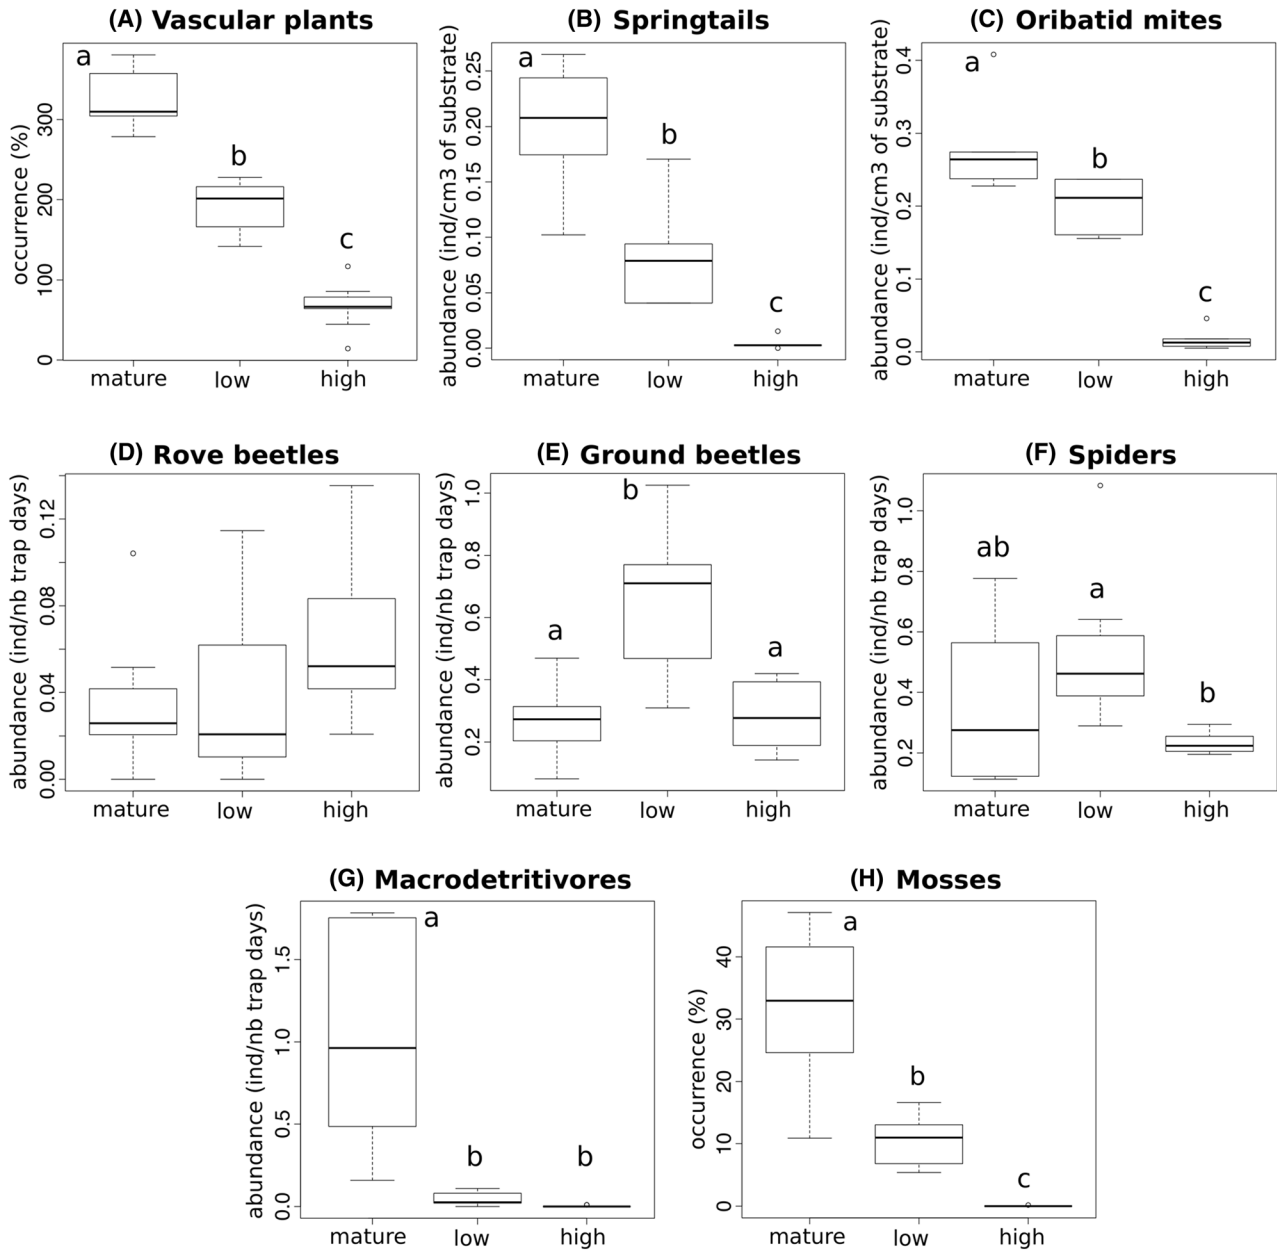 (A) Vascular plants
occurrence (%)
0 100 200 300
a
b
c
mature low high
(B) Springtails
abundance (ind/cm3 of substrate)
0.00 0.05 0.10 0.15 0.20 0.25
a
b
c
mature low high
(C) Oribatid mites
abundance (ind/cm3 of substrate)
0.0 0.1 0.2 0.3 0.4
a
b
c
mature low high
(D) Rove beetles
abundance (ind/nb trap days)
0.00 0.04 0.08 0.12
mature low high
(E) Ground beetles
abundance (ind/nb trap days)
0.2 0.4 0.6 0.8 1.0
a
b
a
mature low high
(F) Spiders
abundance (ind/nb trap days)
0.2 0.4 0.6 0.8 1.0
ab
a
b
mature low high
(G) Macrodetritivores
abundance (ind/nb trap days)
0.0 0.5 1.0 1.5
a
b
b
mature low high
(H) Mosses
occurrence (%)
0 10 20 30 40
a
b
c
mature low high